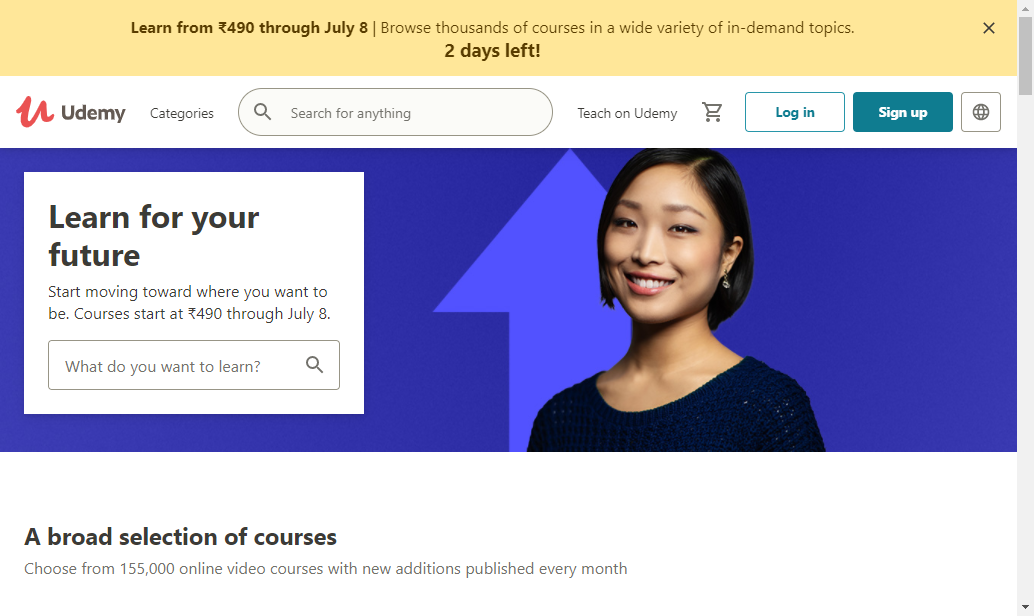 Learn from ₹490 through July 8 | Browse thousands of courses in a wide variety of in-demand topics.
2 days left!
Udemy
Categories
Search for anything
Teach on Udemy
Log in
Sign up
Learn for your
future
Start moving toward where you want to
be. Courses start at ₹490 through July 8.
What do you want to learn?
A broad selection of courses
Choose from 155,000 online video courses with new additions published every month